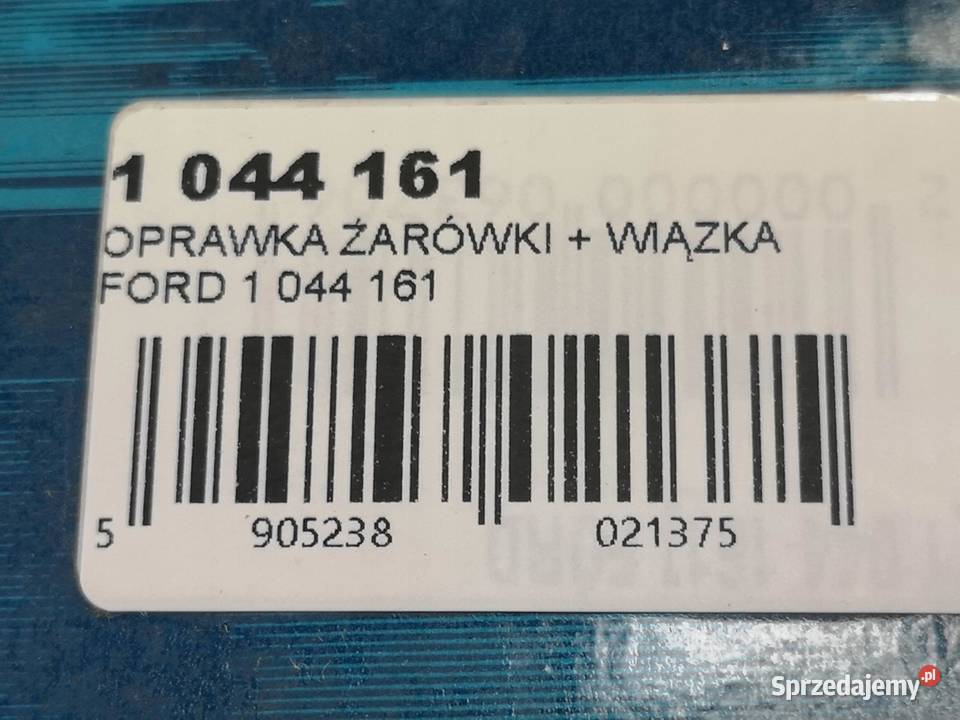 1 044 161
OPRAWKA ŻARÓWKI + WIĄZKA
FORD 1 044 161
5 905238 021375
Sprzedajemy.pl